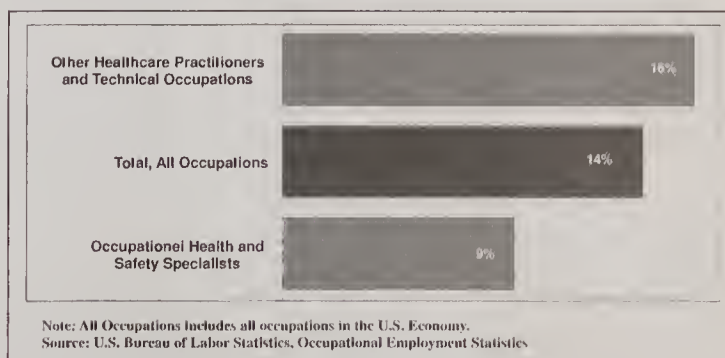 Other Healthcare Practitioners
and Technical Occupations
16%
Total, All Occupations
14%
Occupationel Health and
Safety Specialists
9%
Note: All Occupations includes all occupations in the U.S. Economy.
Source: U.S. Bureau of Labor Statistics, Occupational Employment Statistics